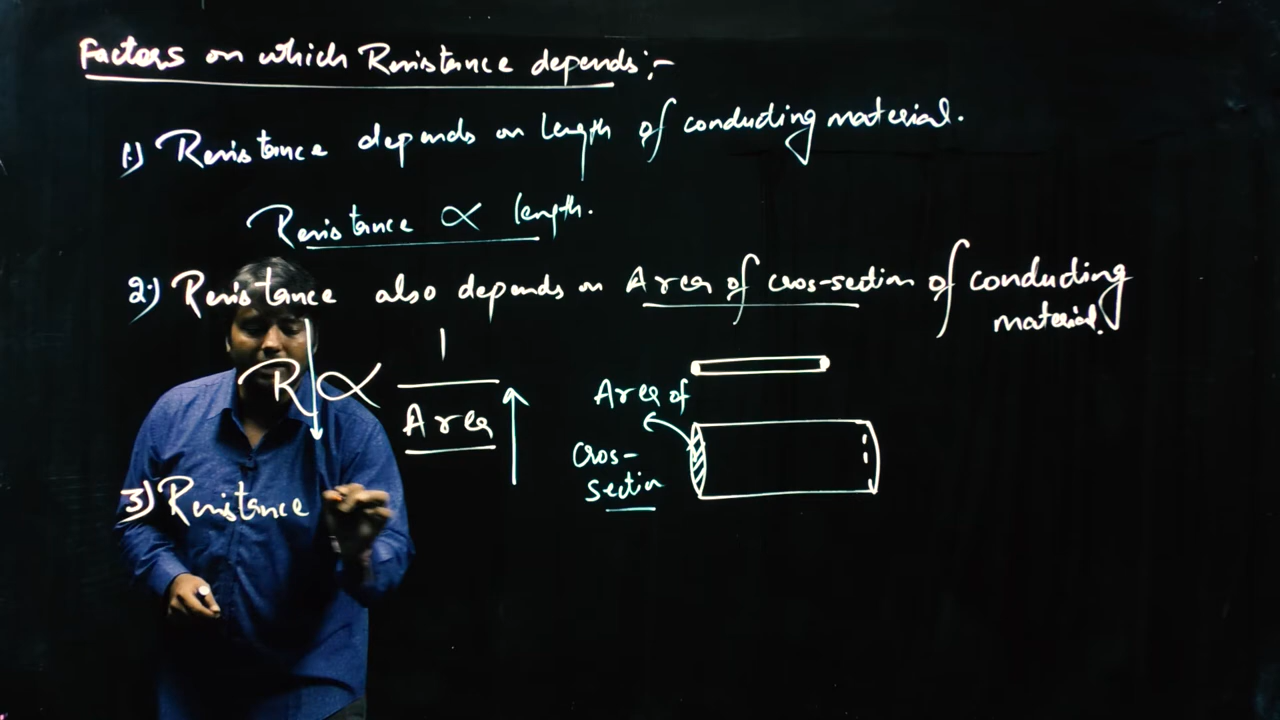 Factors on which Resistance depends:-
1.) Resistance depends on length of conducting material.
Resistance ∝ length.
2.) Resistance also depends on Area of cross-section of conducting
material.
R ∝ 1
Area
Area of
Cros-
section
3) Resistance